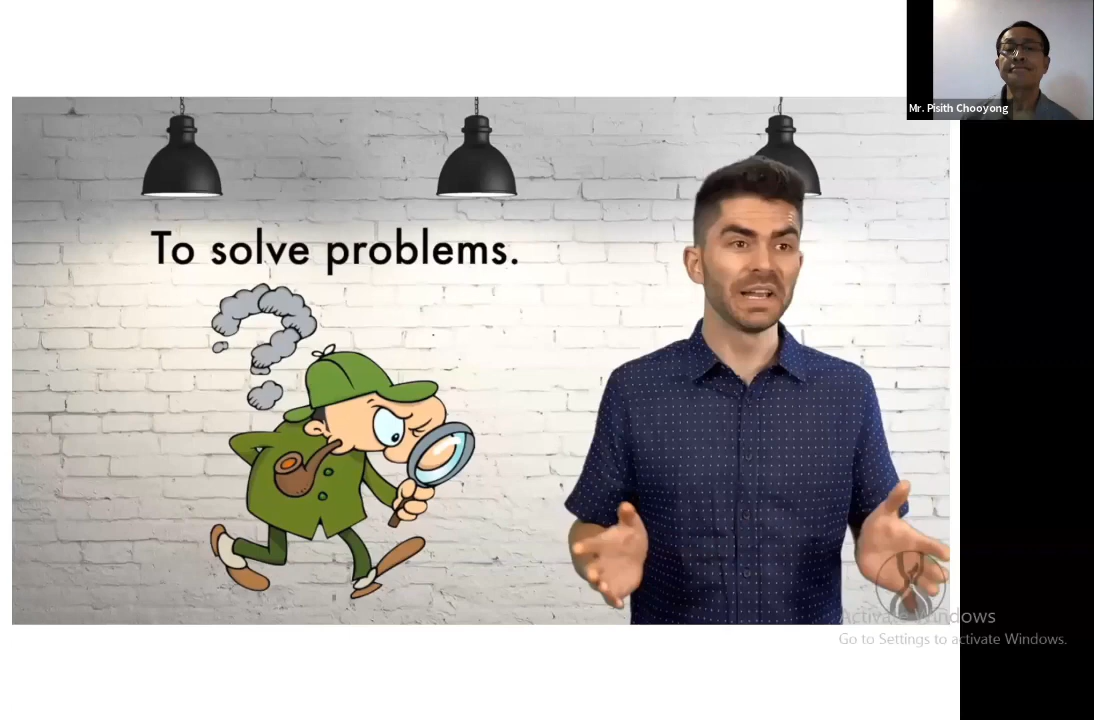 Mr. Pisith Chooyong
To solve problems.
Activate Windows
Go to Settings to activate Windows.